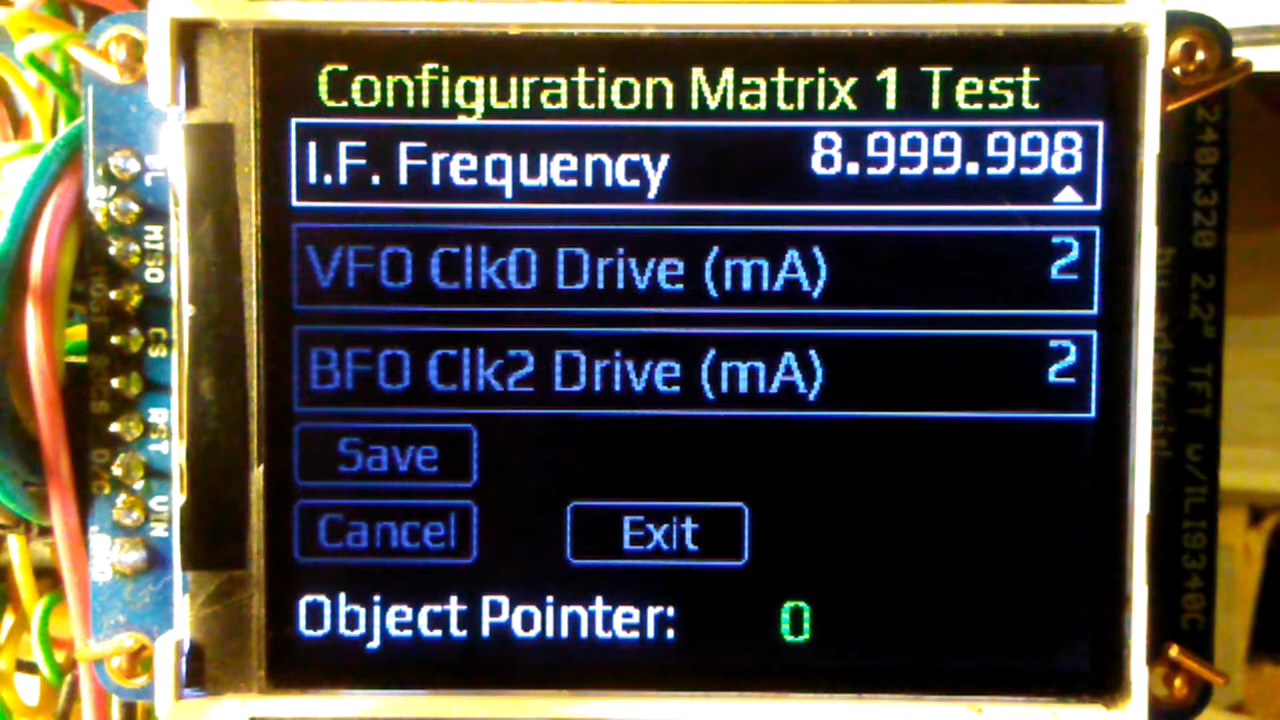 Configuration Matrix 1 Test
I.F. Frequency 8.999.998
VFO Clk0 Drive (mA) 2
BFO Clk2 Drive (mA) 2
Save
Cancel Exit
Object Pointer: 0
MISO
CS
RST
VIN
240x320 2.2" TFT w/ILI9340C